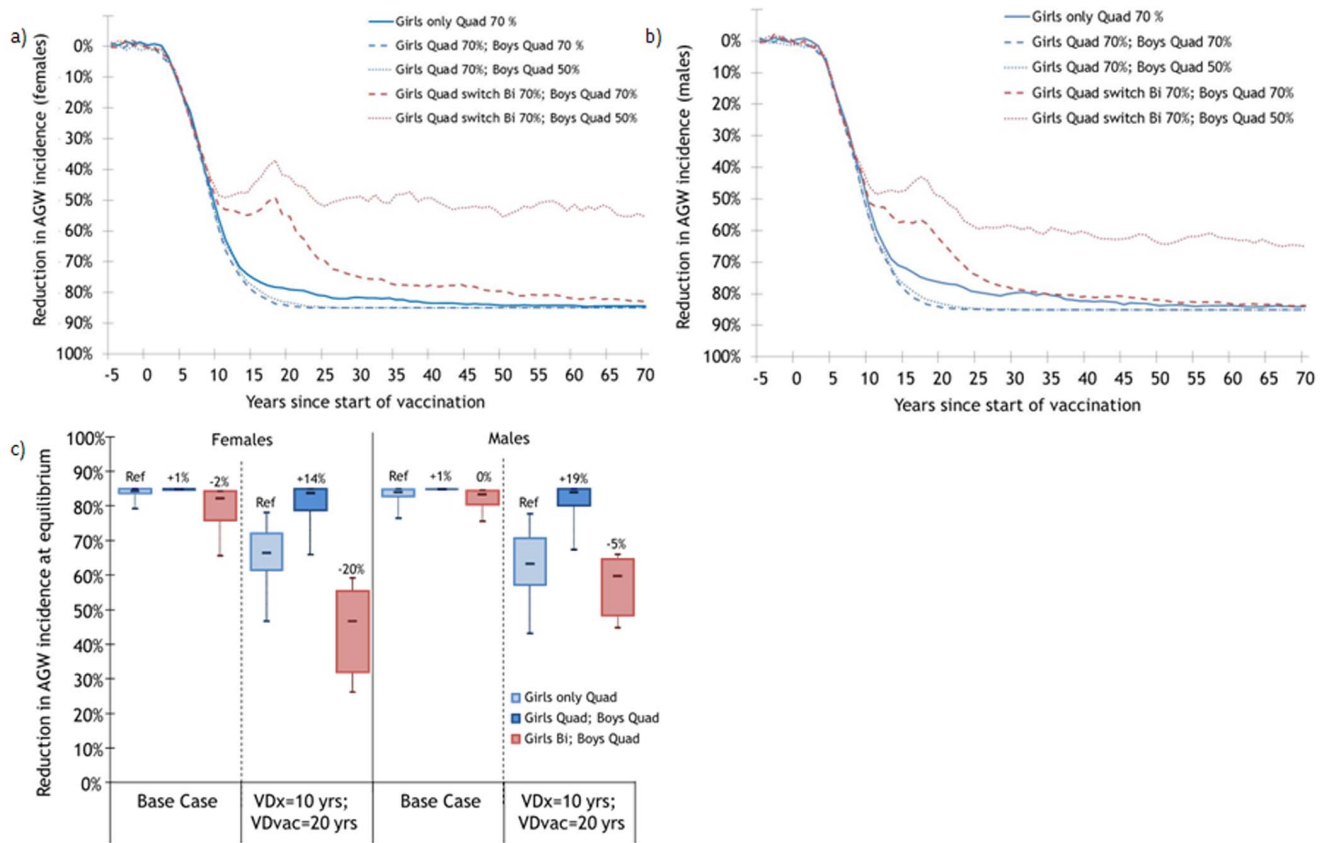 a)
Reduction in AGW incidence (females)
0%
10%
20%
30%
40%
50%
60%
70%
80%
90%
100%
-5 0 5 10 15 20 25 30 35 40 45 50 55 60 65 70
Years since start of vaccination
Girls only Quad 70 %
Girls Quad 70%; Boys Quad 70 %
Girls Quad 70%; Boys Quad 50%
Girls Quad switch Bi 70%; Boys Quad 70%
Girls Quad switch Bi 70%; Boys Quad 50%
b)
Reduction in AGW incidence (males)
0%
10%
20%
30%
40%
50%
60%
70%
80%
90%
100%
-5 0 5 10 15 20 25 30 35 40 45 50 55 60 65 70
Years since start of vaccination
Girls only Quad 70 %
Girls Quad 70%; Boys Quad 70%
Girls Quad 70%; Boys Quad 50%
Girls Quad switch Bi 70%; Boys Quad 70%
Girls Quad switch Bi 70%; Boys Quad 50%
c)
Reduction in AGW incidence at equilibrium
100%
90%
80%
70%
60%
50%
40%
30%
20%
10%
0%
Females
Males
Ref +1% -2%
Ref +14% -20%
Ref +1% 0%
Ref +19% -5%
Girls only Quad
Girls Quad; Boys Quad
Girls Bi; Boys Quad
Base Case
VDx=10 yrs;
VDvac=20 yrs
Base Case
VDx=10 yrs;
VDvac=20 yrs